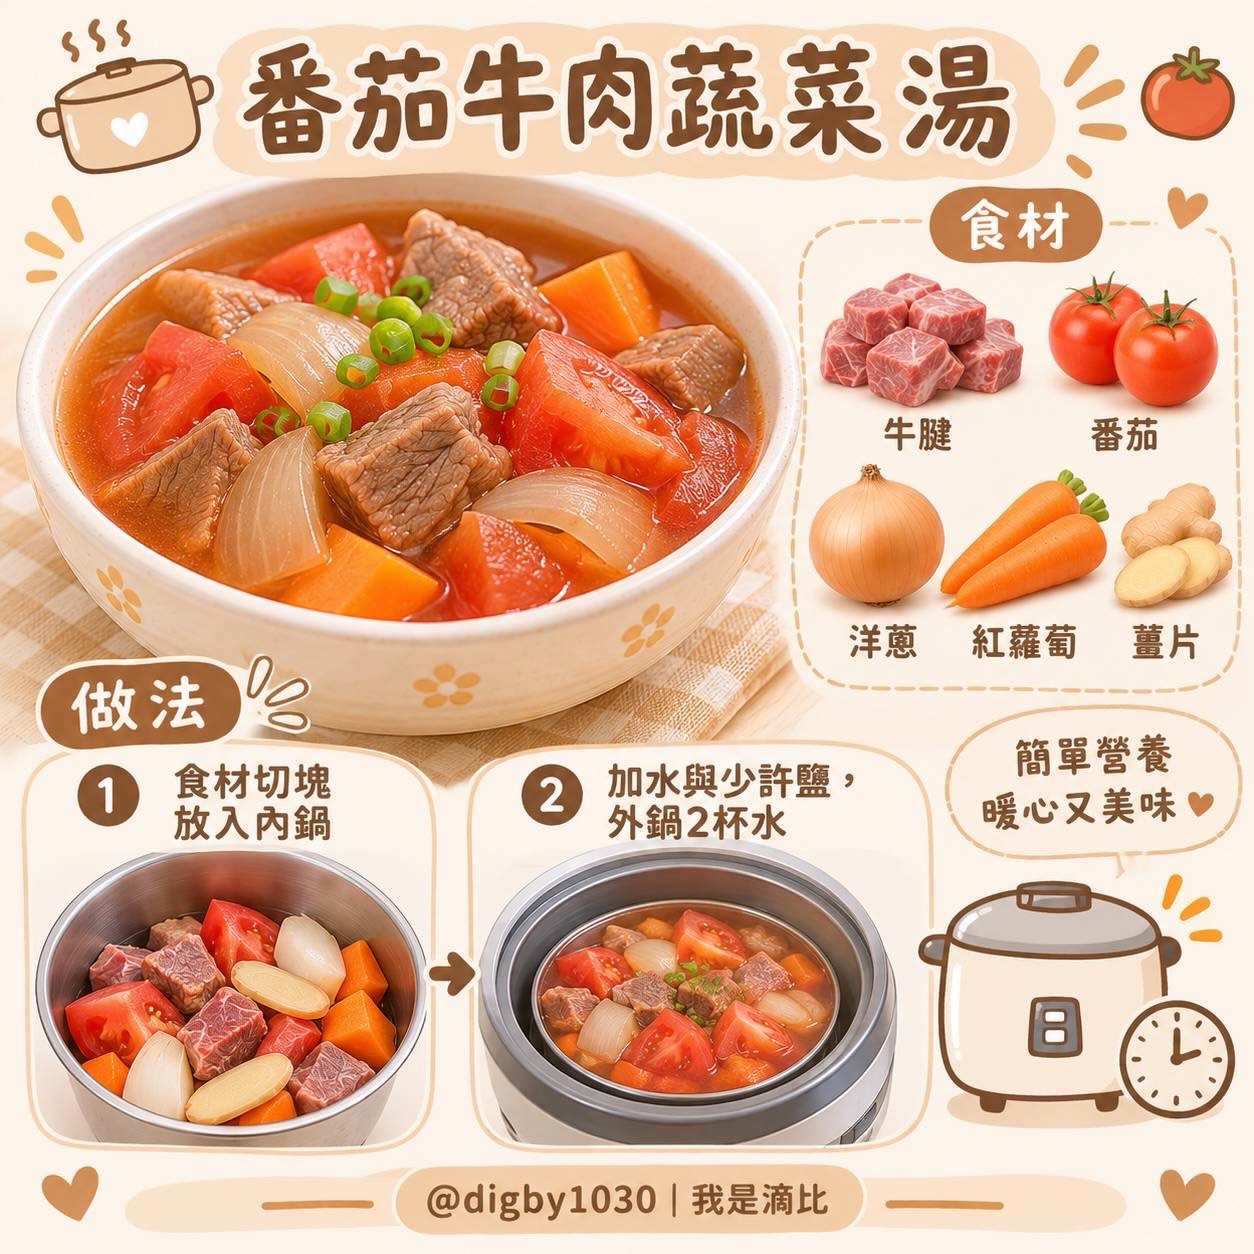 番茄牛肉蔬菜湯
食材
牛腱
番茄
洋蔥
紅蘿蔔
薑片
做法
1
食材切塊
放入內鍋
2
加水與少許鹽，
外鍋2杯水
簡單營養
暖心又美味
@digby1030 | 我是滴比